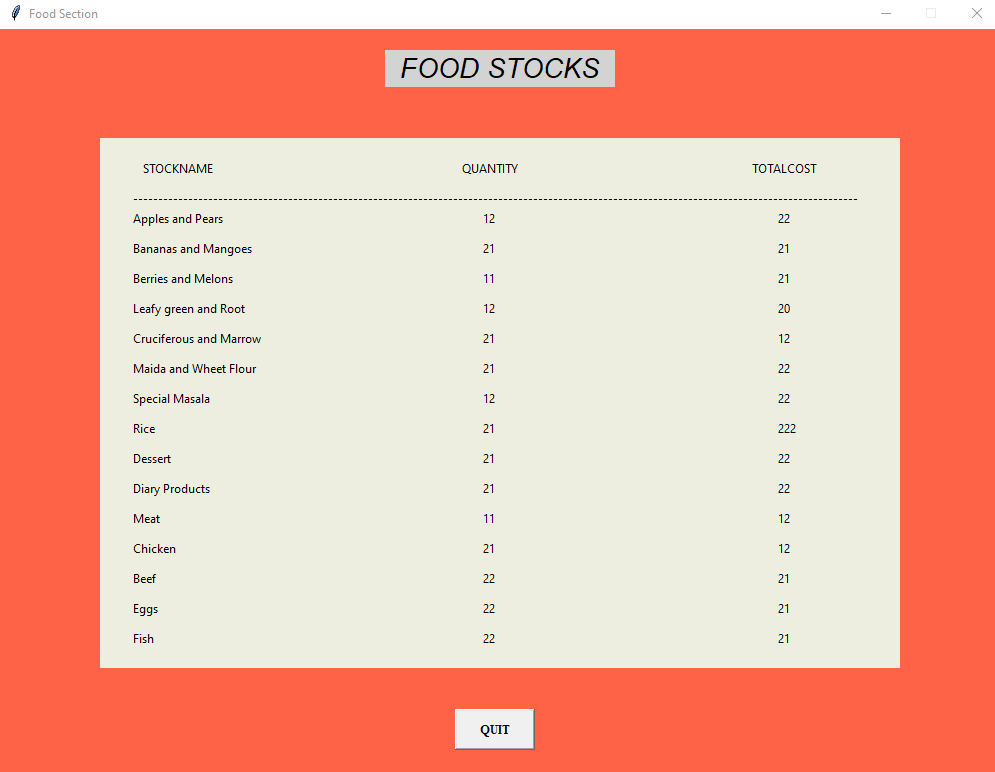 Food Section
FOOD STOCKS
STOCKNAME QUANTITY TOTALCOST
Apples and Pears 12 22
Bananas and Mangoes 21 21
Berries and Melons 11 21
Leafy green and Root 12 20
Cruciferous and Marrow 21 12
Maida and Wheet Flour 21 22
Special Masala 12 22
Rice 21 222
Dessert 21 22
Diary Products 21 22
Meat 11 12
Chicken 21 12
Beef 22 21
Eggs 22 21
Fish 22 21
QUIT